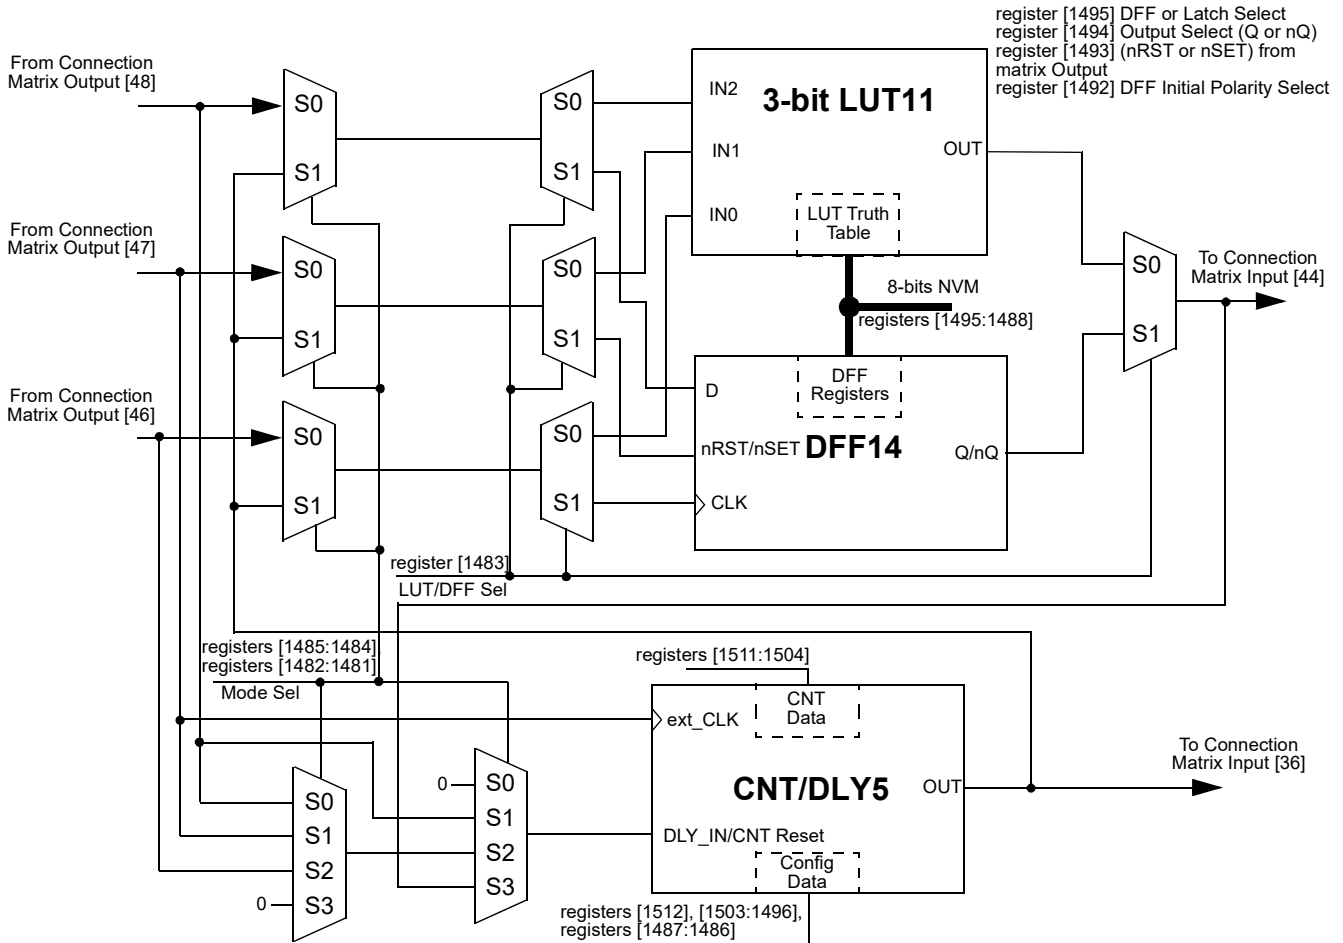 register [1495] DFF or Latch Select
register [1494] Output Select (Q or nQ)
register [1493] (nRST or nSET) from
matrix Output
register [1492] DFF Initial Polarity Select
From Connection
Matrix Output [48]
S0
S1
S0
S1
IN2
3-bit LUT11
IN1
OUT
IN0
LUT Truth
Table
From Connection
Matrix Output [47]
S0
S1
S0
S1
8-bits NVM
registers [1495:1488]
S0
S1
To Connection
Matrix Input [44]
From Connection
Matrix Output [46]
S0
S1
S0
S1
DFF
Registers
D
nRST/nSET
DFF14
Q/nQ
CLK
register [1483]
LUT/DFF Sel
registers [1485:1484],
registers [1482:1481]
Mode Sel
registers [1511:1504]
CNT
Data
ext_CLK
CNT/DLY5
OUT
To Connection
Matrix Input [36]
DLY_IN/CNT Reset
Config
Data
0
S0
S1
S2
S3
S0
S1
S2
0
S3
registers [1512], [1503:1496],
registers [1487:1486]